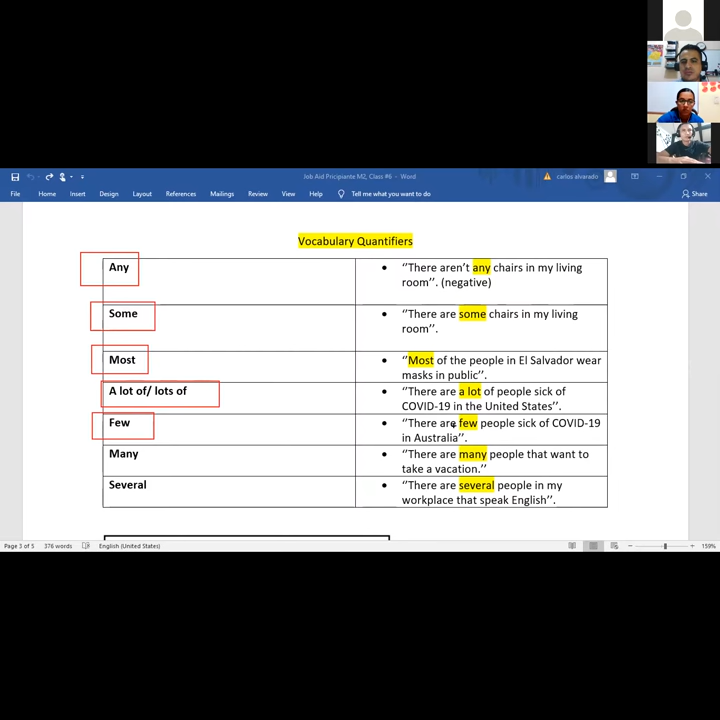 Job Aid Pricipiante M2, Class #6 - Word
carlos alvarado
File Home Insert Design Layout References Mailings Review View Help Tell me what you want to do Share
Vocabulary Quantifiers
Any
• ‘‘There aren’t any chairs in my living
room’’. (negative)
Some
• ‘‘There are some chairs in my living
room’’.
Most
• ‘‘Most of the people in El Salvador wear
masks in public’’.
A lot of/ lots of
• ‘‘There are a lot of people sick of
COVID-19 in the United States’’.
Few
• ‘‘There are few people sick of COVID-19
in Australia’’.
Many
• ‘‘There are many people that want to
take a vacation.’’
Several
• ‘‘There are several people in my
workplace that speak English’’.
Page 3 of 5 376 words English (United States) 159%